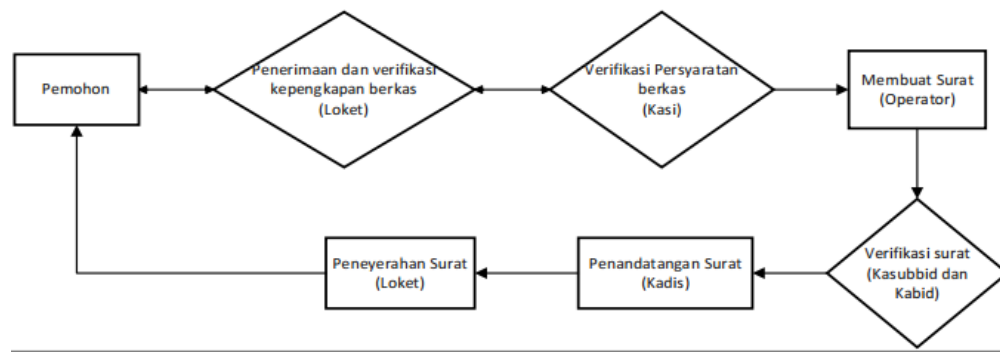 Pemohon
Penerimaan dan verifikasi
kepengkapan berkas
(Loket)
Verifikasi Persyaratan
berkas
(Kasi)
Membuat Surat
(Operator)
Verifikasi surat
(Kasubbid dan
Kabid)
Penandatangan Surat
(Kadis)
Peneyerahan Surat
(Loket)